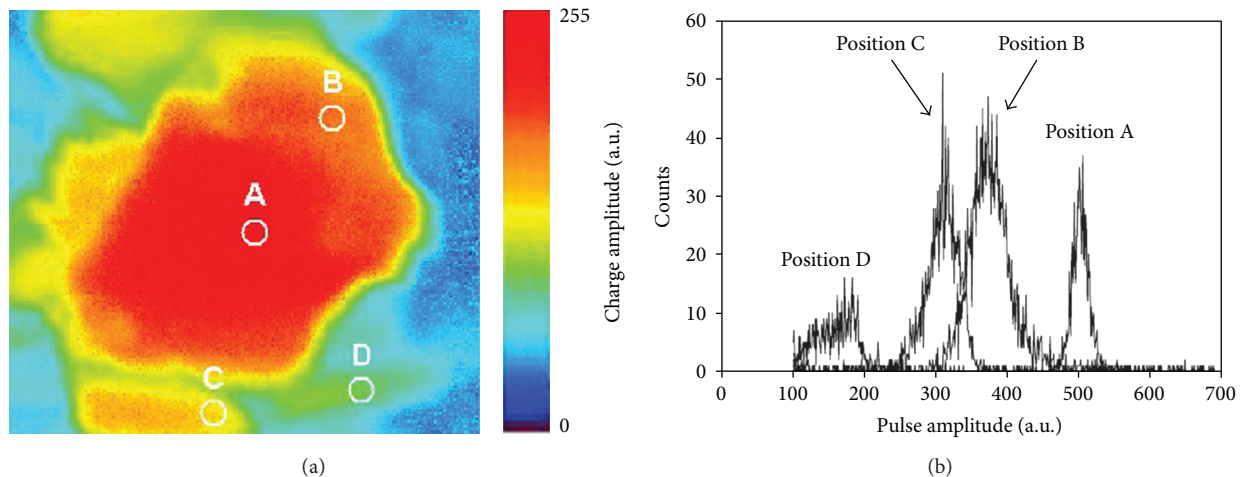 (a)
B
A
D
C
255
0
Charge amplitude (a.u.)
(a)
60
50
40
30
20
10
0
Counts
Position C
Position B
Position A
Position D
0
100
200
300
400
500
600
700
Pulse amplitude (a.u.)
(b)